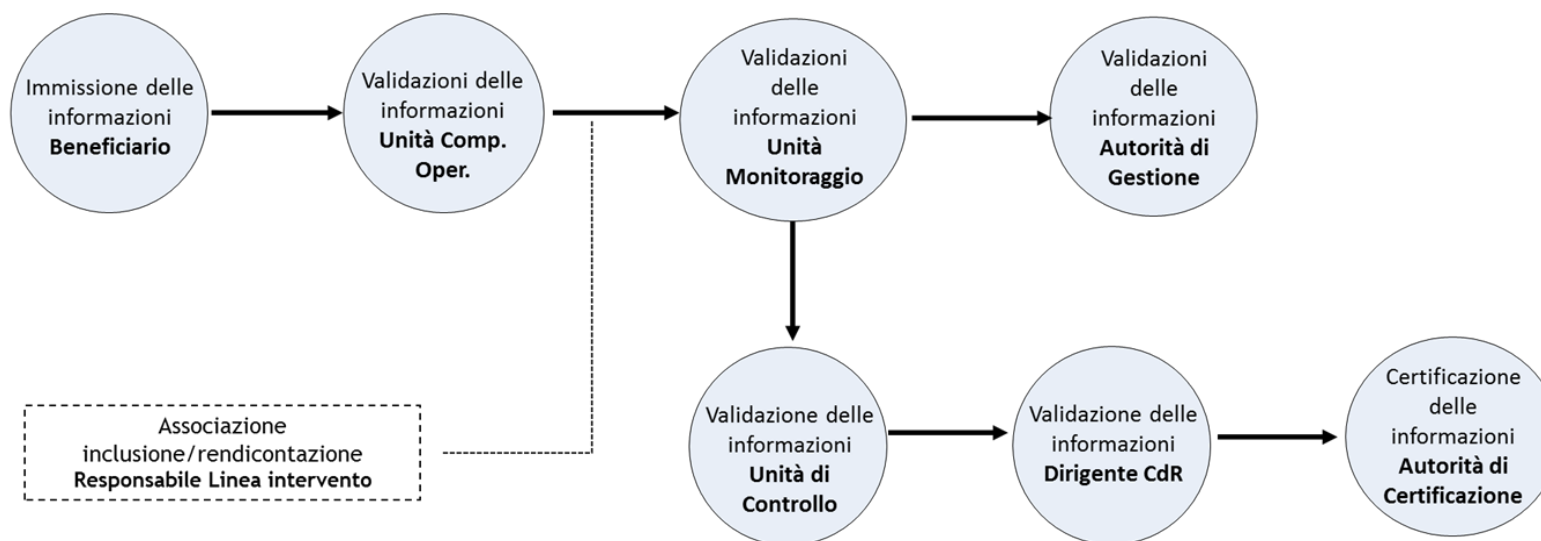 Immissione delle
informazioni
Beneficiario
Validazioni delle
informazioni
Unità Comp.
Oper.
Validazioni
delle
informazioni
Unità
Monitoraggio
Validazioni
delle
informazioni
Autorità di
Gestione
Associazione
inclusione/rendicontazione
Responsabile Linea intervento
Validazione delle
informazioni
Unità di
Controllo
Validazione delle
informazioni
Dirigente CdR
Certificazione
delle
informazioni
Autorità di
Certificazione